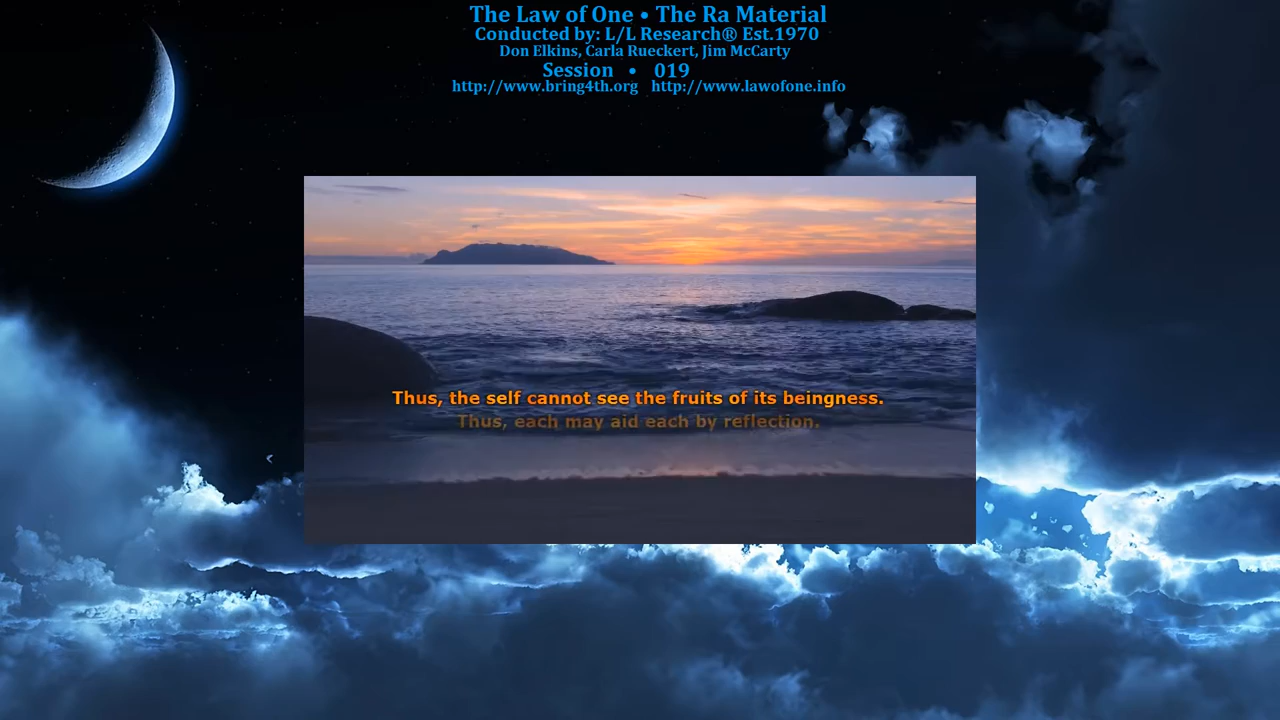 The Law of One • The Ra Material
Conducted by: L/L Research® Est.1970
Don Elkins, Carla Rueckert, Jim McCarty
Session • 019
http://www.bring4th.org http://www.lawofone.info
Thus, the self cannot see the fruits of its beingness.
Thus, each may aid each by reflection.